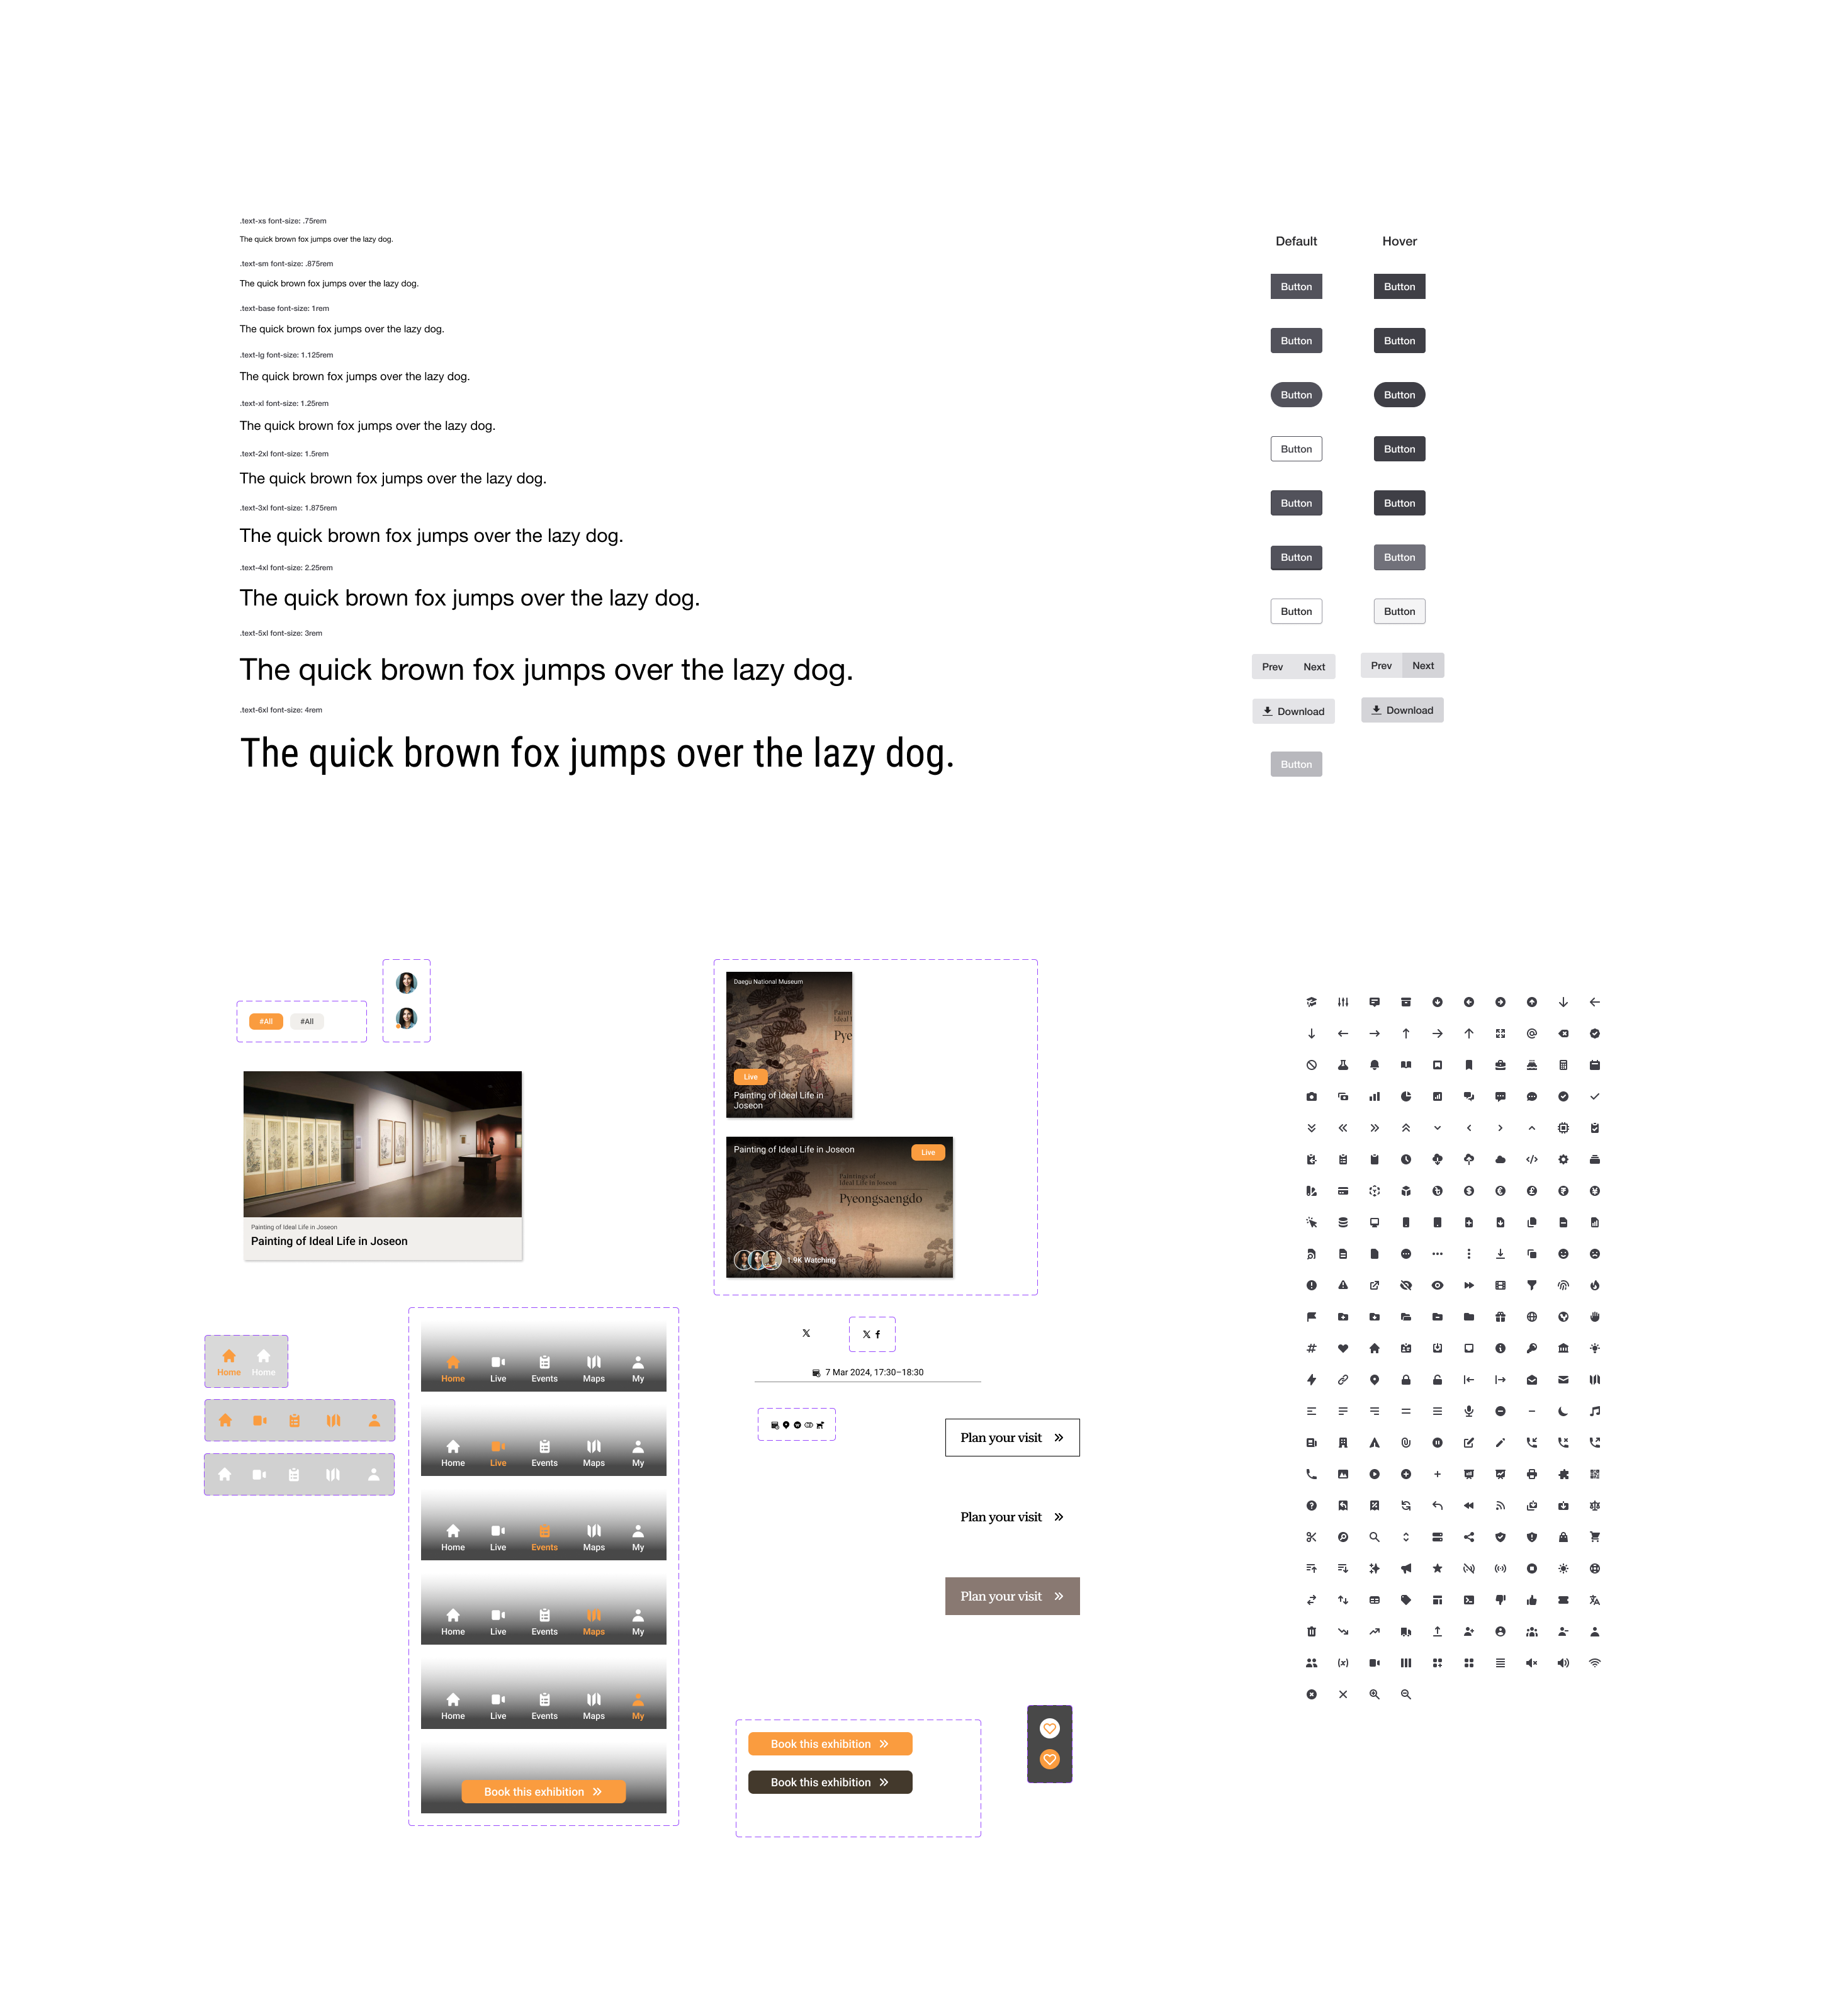 .text-xs font-size: .75rem
The quick brown fox jumps over the lazy dog.
.text-sm font-size: .875rem
The quick brown fox jumps over the lazy dog.
.text-base font-size: 1rem
The quick brown fox jumps over the lazy dog.
.text-lg font-size: 1.125rem
The quick brown fox jumps over the lazy dog.
.text-xl font-size: 1.25rem
The quick brown fox jumps over the lazy dog.
.text-2xl font-size: 1.5rem
The quick brown fox jumps over the lazy dog.
.text-3xl font-size: 1.875rem
The quick brown fox jumps over the lazy dog.
.text-4xl font-size: 2.25rem
The quick brown fox jumps over the lazy dog.
.text-5xl font-size: 3rem
The quick brown fox jumps over the lazy dog.
.text-6xl font-size: 4rem
The quick brown fox jumps over the lazy dog.
Default Hover
Button Button
Button Button
Button Button
Button Button
Button Button
Button Button
Button Button
Prev Next Prev Next
Download Download
Button
#All #All
Painting of Ideal Life in Joseon
Painting of Ideal Life in Joseon
Daegu National Museum
Painti
Ideal I
Pye
Live
Painting of Ideal Life in
Joseon
Painting of Ideal Life in Joseon
Live
Paintings of
Ideal Life in Joseon
Pyeongsaengdo
1.9K Watching
Home Home
Home Live Events Maps My
Home Live Events Maps My
Home Live Events Maps My
Home Live Events Maps My
Home Live Events Maps My
Book this exhibition
7 Mar 2024, 17:30–18:30
Plan your visit
Plan your visit
Plan your visit
Book this exhibition
Book this exhibition